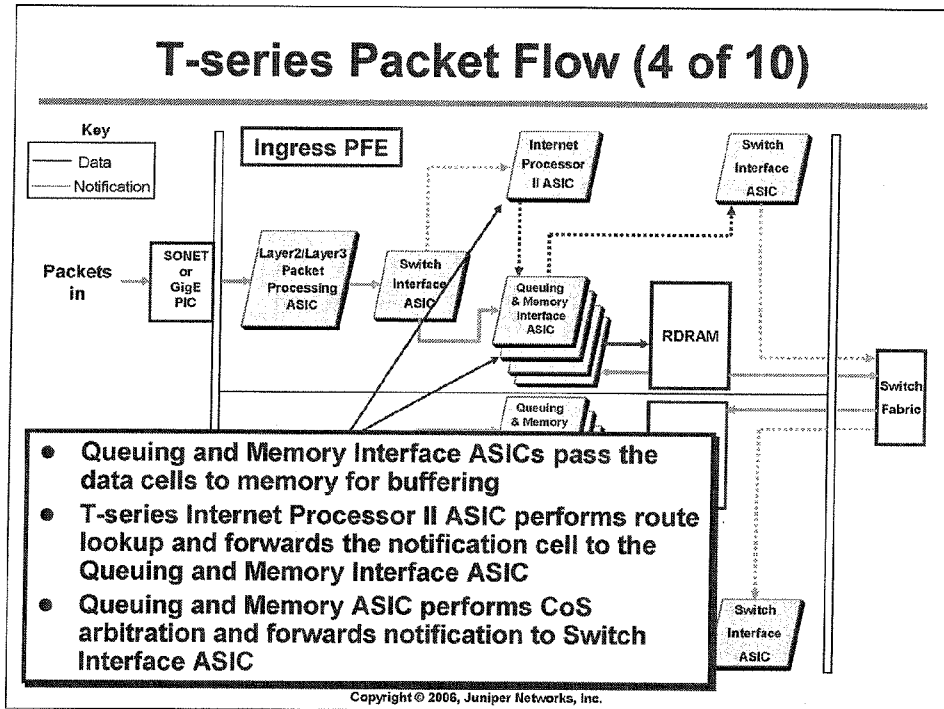 T-series Packet Flow (4 of 10)
Key
Data
Notification
Ingress PFE
Internet
Processor
II ASIC
Switch
Interface
ASIC
Packets
in
SONET
or
GigE
PIC
Layer2/Layer3
Packet
Processing
ASIC
Switch
Interface
ASIC
Queuing
& Memory
Interface
ASIC
RDRAM
Switch
Fabric
Queuing
& Memory
• Queuing and Memory Interface ASICs pass the
data cells to memory for buffering
• T-series Internet Processor II ASIC performs route
lookup and forwards the notification cell to the
Queuing and Memory Interface ASIC
• Queuing and Memory ASIC performs CoS
arbitration and forwards notification to Switch
Interface ASIC
Switch
Interface
ASIC
Copyright © 2006, Juniper Networks, Inc.